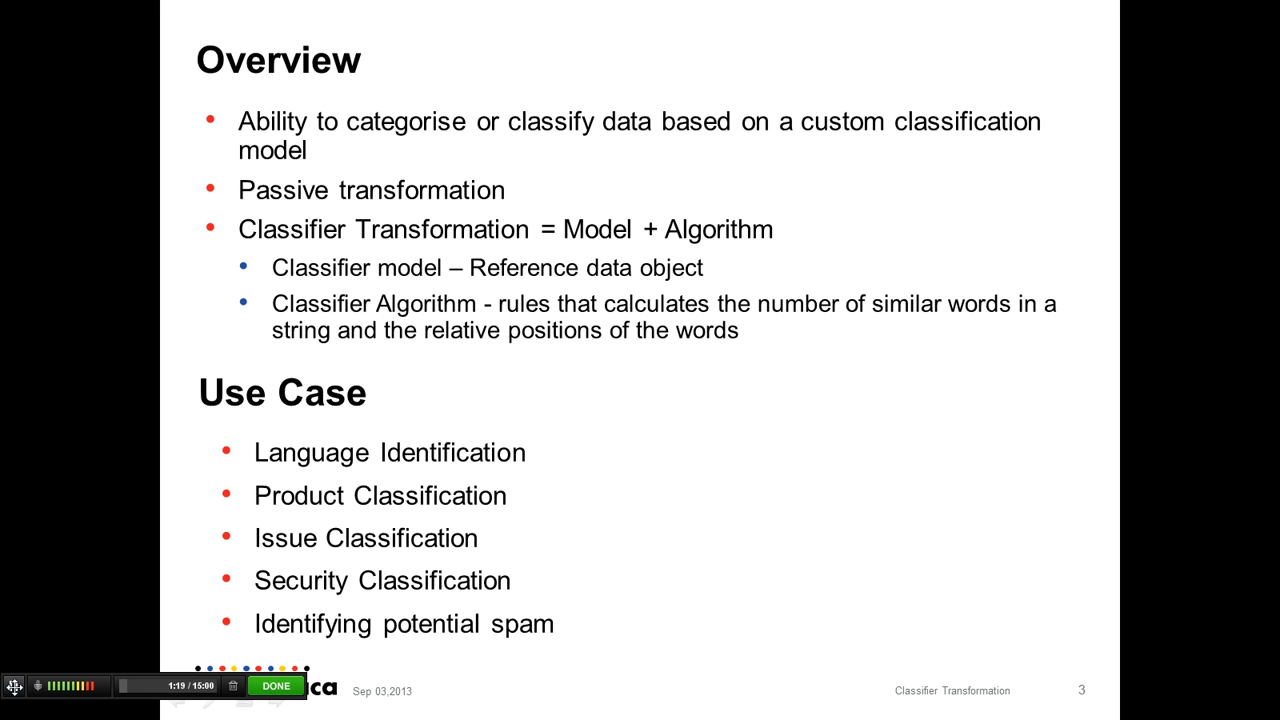 Overview
Ability to categorise or classify data based on a custom classification
model
Passive transformation
Classifier Transformation = Model + Algorithm
Classifier model – Reference data object
Classifier Algorithm - rules that calculates the number of similar words in a
string and the relative positions of the words
Use Case
Language Identification
Product Classification
Issue Classification
Security Classification
Identifying potential spam
1:19 / 15:00 DONE
Sep 03,2013
Classifier Transformation
3